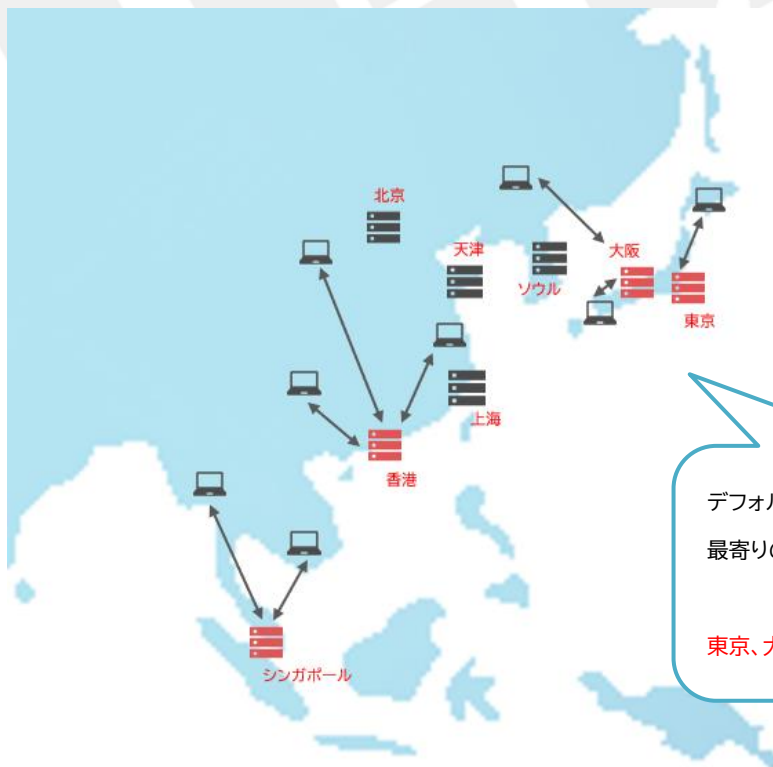 北京
天津
ソウル
大阪
東京
上海
香港
シンガポール
デフォル
最寄りの
東京、大